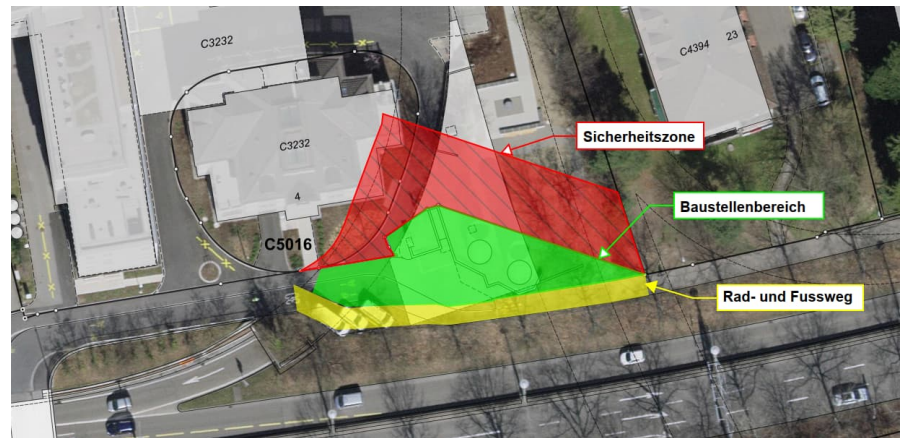 C3232
C4394 23
Sicherheitszone
C3232
4
Baustellenbereich
C5016
Rad- und Fussweg